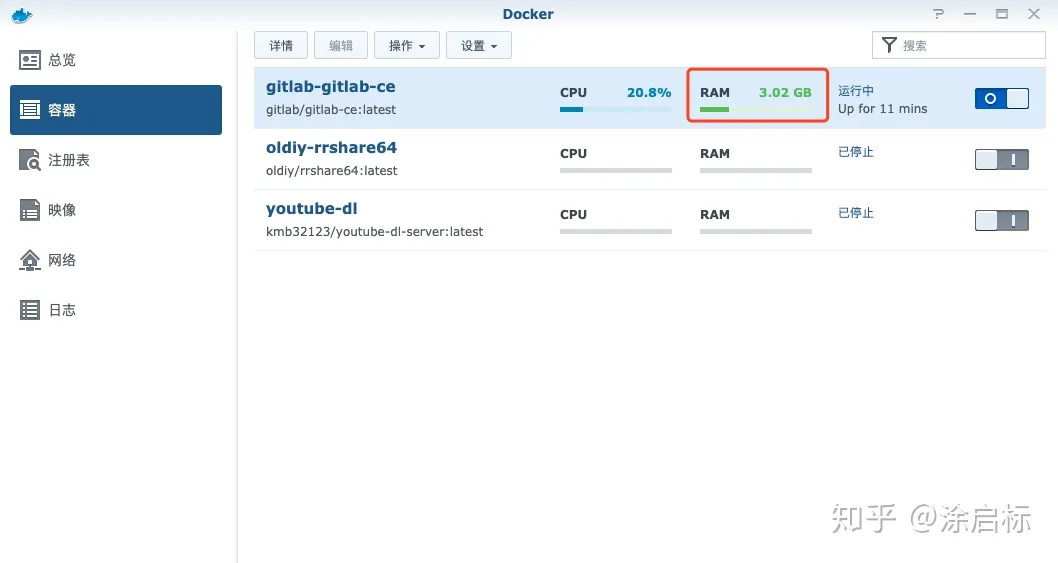 Docker
总览
容器
注册表
映像
网络
日志
详情 编辑 操作 设置 搜索
gitlab-gitlab-ce CPU 20.8% RAM 3.02 GB 运行中
gitlab/gitlab-ce:latest Up for 11 mins
oldiy-rrshare64 CPU RAM 已停止
oldiy/rrshare64:latest
youtube-dl CPU RAM 已停止
kmb32123/youtube-dl-server:latest
知乎 @涂启标